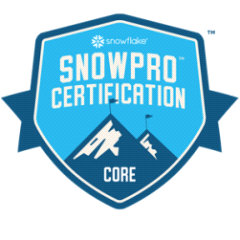 snowflake®
SNOWPRO™
CERTIFICATION
CORE
™